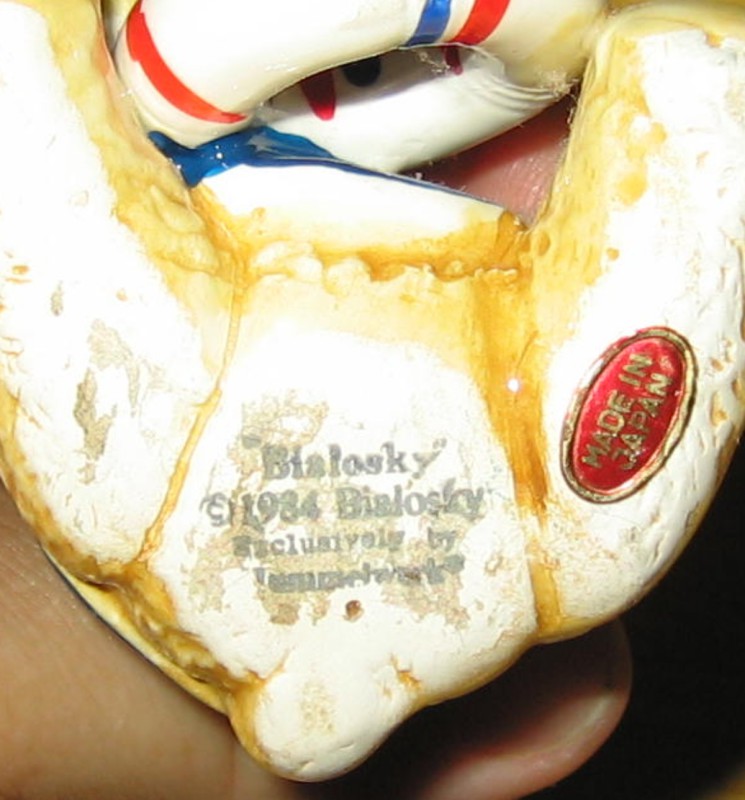 "Bialosky"
©1984 Bialosky
Exclusively by
MADE IN
JAPAN